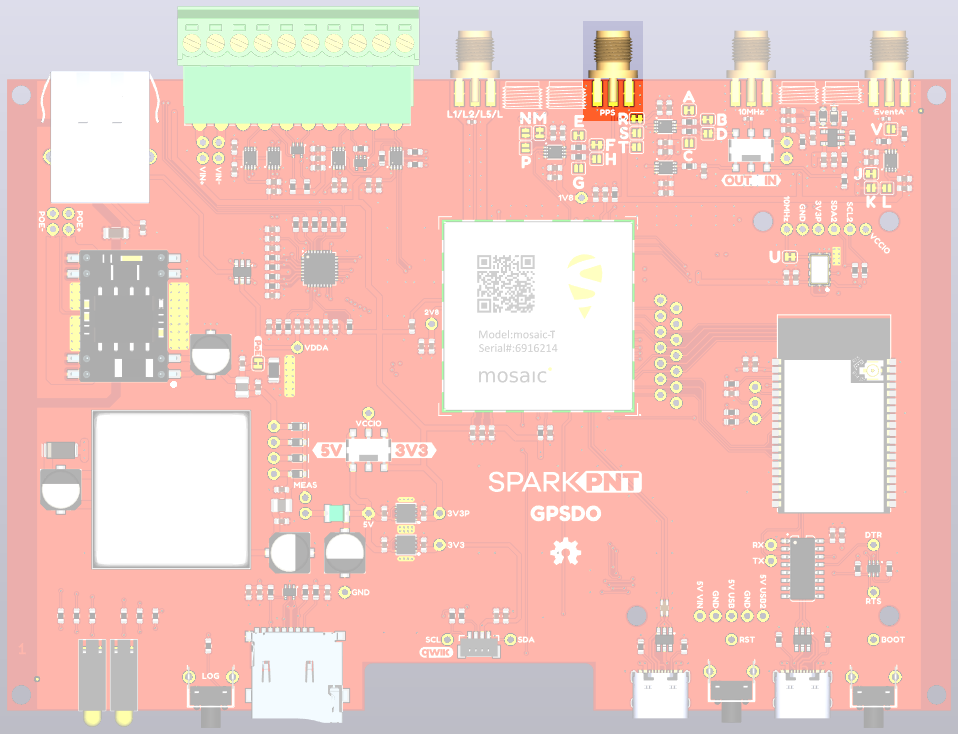 L1/L2/L5/L
PPS
10MHz
EventA
A
B
C
D
E
F
G
H
J
K L
NM
P
R
S
T
U
V
OUT IN
1V8
VIN+
VIN-
POE-
POE+
10MHz
GND
3V3P
SDA2
SCL2
VCCIO
2V8
Model:mosaic-T
Serial#:6916214
mosaic
VDDA
VCCIO
5V
3V3
MEAS
5V
3V3P
3V3
GND
SPARKPNT
GPSDO
RX
TX
DTR
RTS
5V VIN
GND
5V USB
GND
5V USB2
SCL
SDA
QWIIC
RST
BOOT
LOG
1